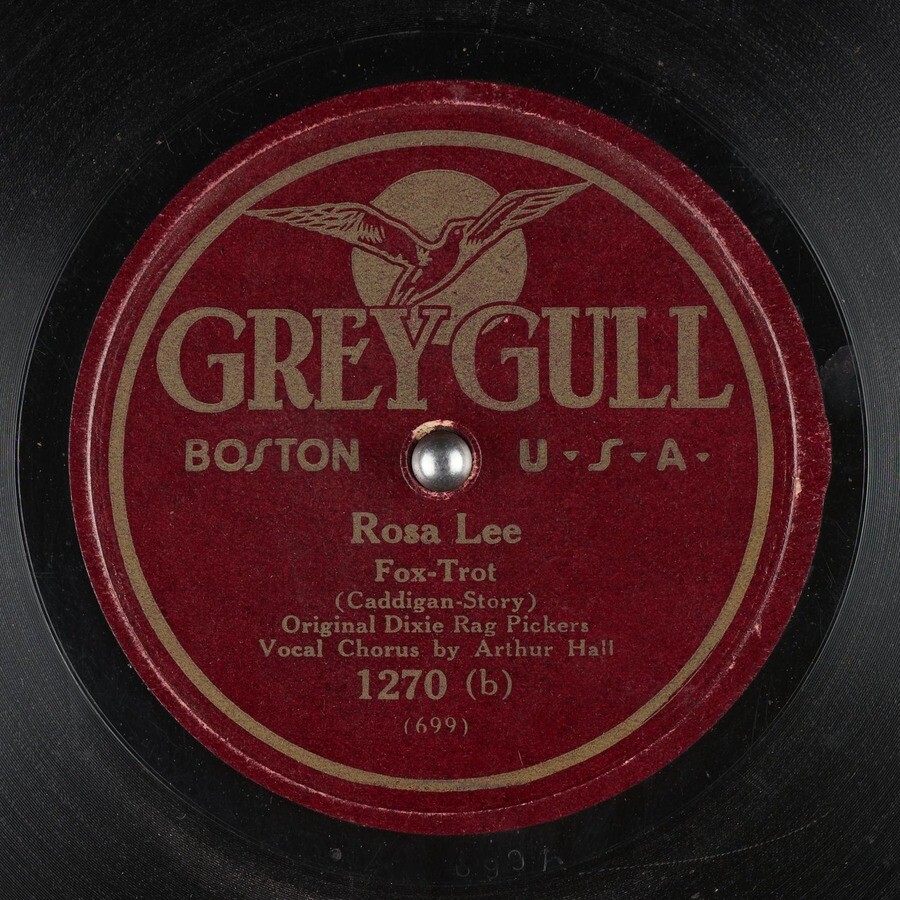 GREY GULL
BOSTON U·S·A·
Rosa Lee
Fox-Trot
(Caddigan-Story)
Original Dixie Rag Pickers
Vocal Chorus by Arthur Hall
1270 (b)
(699)